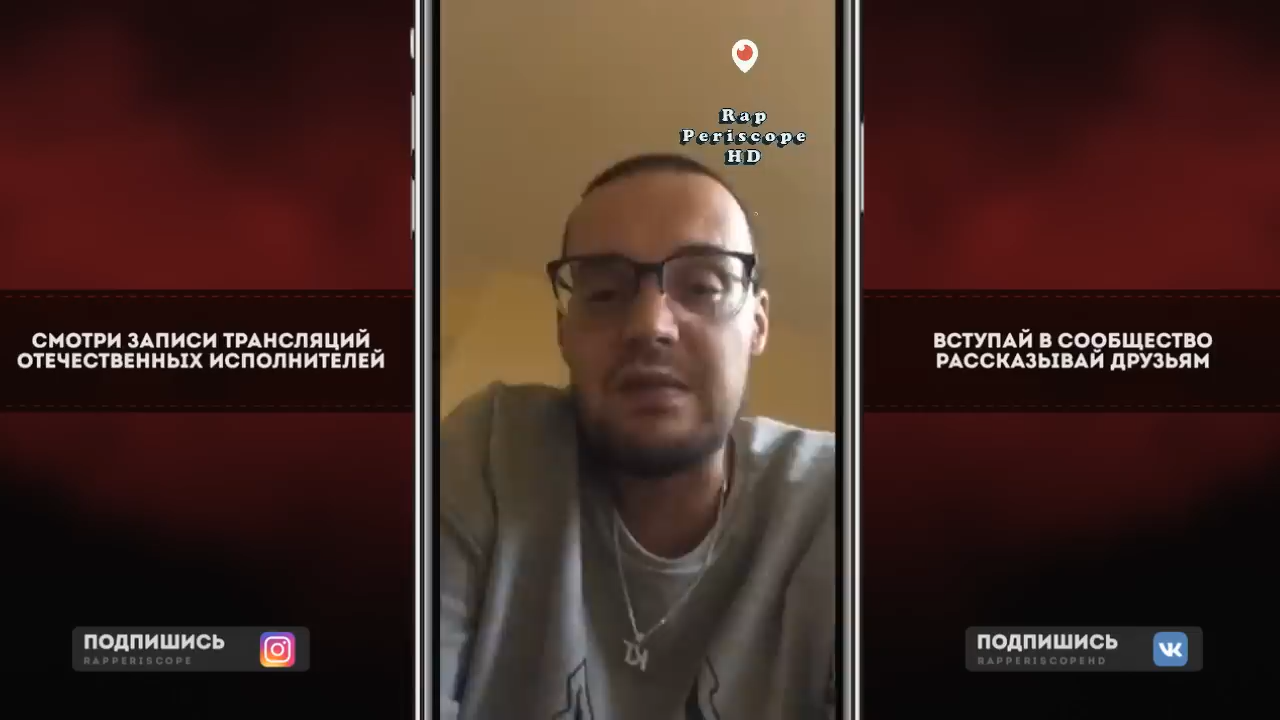 Rap
Periscope
HD
СМОТРИ ЗАПИСИ ТРАНСЛЯЦИЙ
ОТЕЧЕСТВЕННЫХ ИСПОЛНИТЕЛЕЙ
ВСТУПАЙ В СООБЩЕСТВО
РАССКАЗЫВАЙ ДРУЗЬЯМ
ПОДПИШИСЬ
RAPPERISCOPE
ПОДПИШИСЬ
RAPPERISCOPEHD